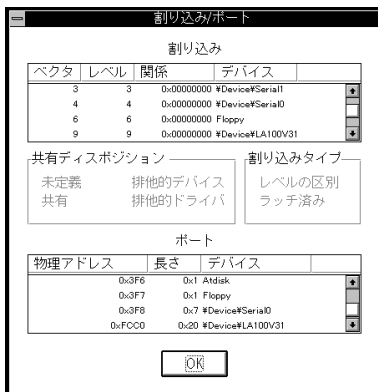 割り込み/ポート
割り込み
ベクタ レベル 関係 デバイス
3 3 0x00000000 ¥Device¥Serial1
4 4 0x00000000 ¥Device¥Serial0
6 6 0x00000000 Floppy
9 9 0x00000000 ¥Device¥LA100V31
共有ディスポジション 割り込みタイプ
未定義 排他的デバイス レベルの区別
共有 排他的ドライバ ラッチ済み
ポート
物理アドレス 長さ デバイス
0x3F6 0x1 Atdisk
0x3F7 0x1 Floppy
0x3F8 0x7 ¥Device¥Serial0
0xFCC0 0x20 ¥Device¥LA100V31
OK